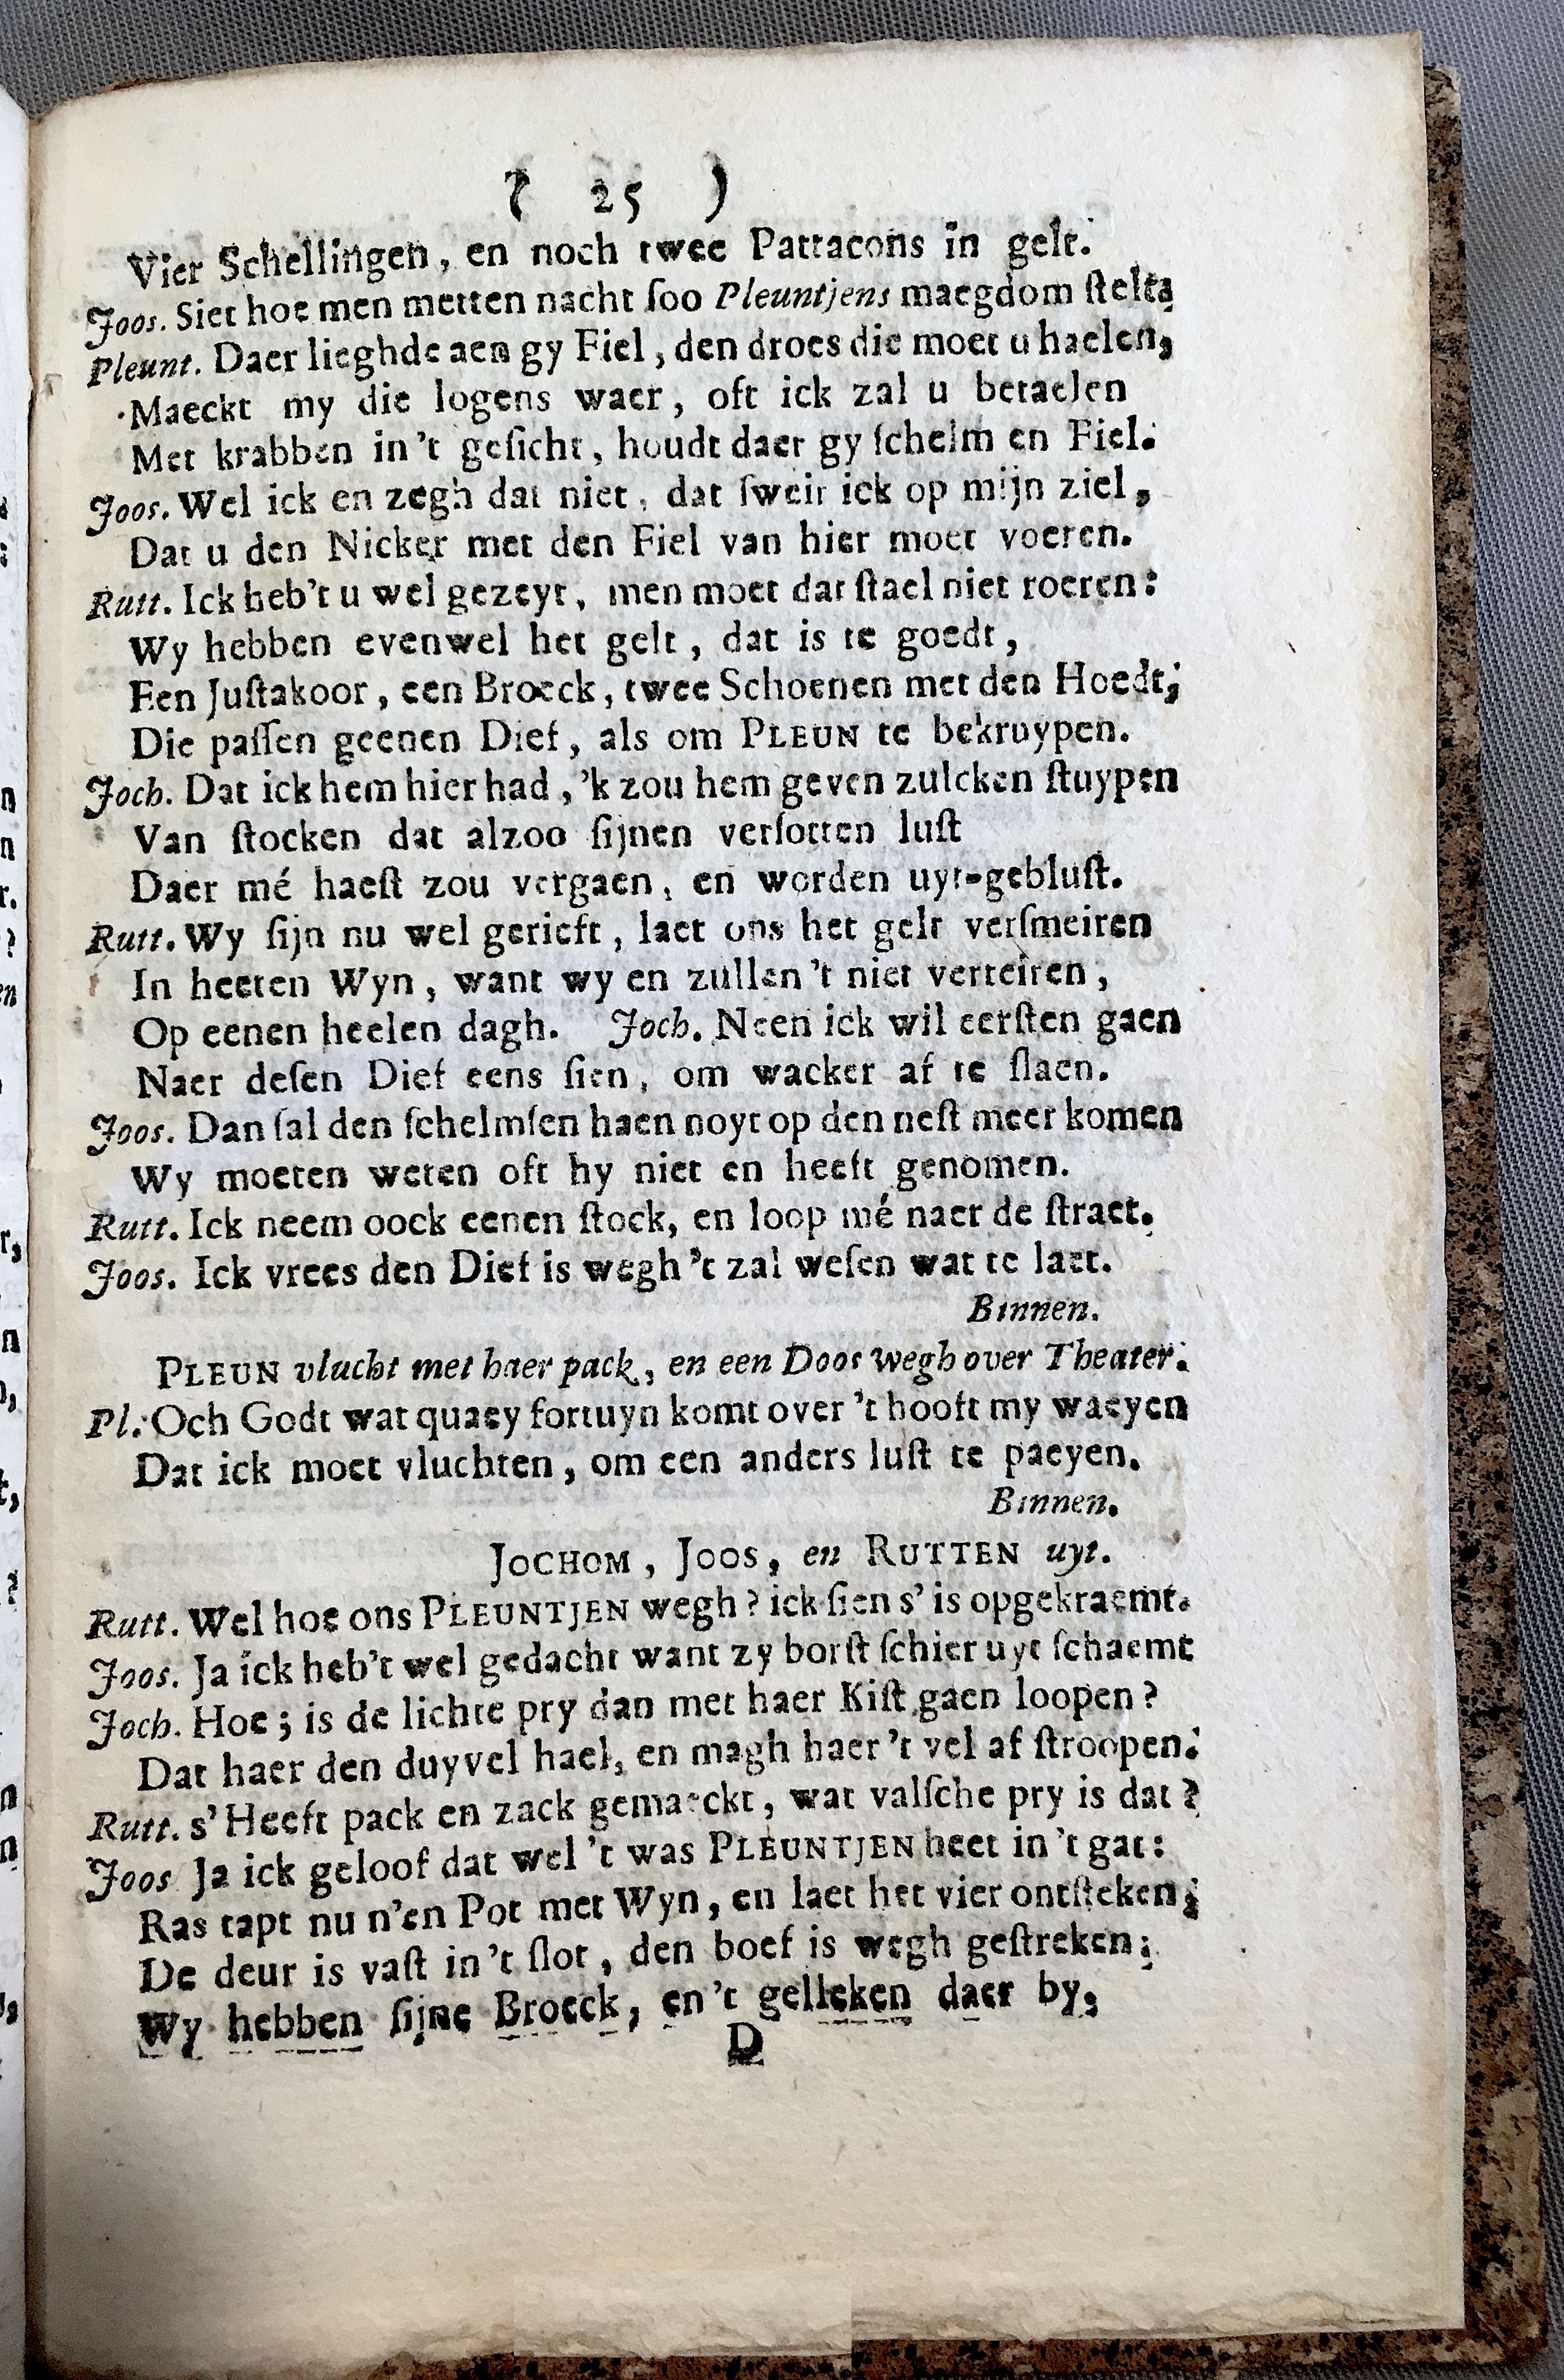 ( 25 )
Vier Schellingen, en noch twee Pattacons in gelt.
Joos. Siet hoe men metten nacht ſoo Pleuntjens maegdom ſtelt;
Pleunt. Daer lieghde aen gy Fiel, den droes die moet u haelen,
Maeckt my die logens waer, oft ick zal u betaelen
Met krabben in 't geſicht, houdt daer gy ſchelm en Fiel.
Joos. Wel ick en zegh dat niet, dat ſweir ick op mijn ziel,
Dat u den Nicker met den Fiel van hier moet voeren.
Rutt. Ick heb't u wel gezeyt, men moet dat ſtael niet roeren:
Wy hebben evenwel het gelt, dat is te goedt,
Een Juſtakoor, een Broeck, twee Schoenen met den Hoedt;
Die paſſen geenen Dief, als om PLEUN te bekruypen.
Joch. Dat ick hem hier had, 'k zou hem geven zulcken ſtuypen
Van ſtocken dat alzoo ſijnen verſotten luſt
Daer mé haeſt zou vergaen, en worden uyt-gebluſt.
Rutt. Wy ſijn nu wel gerieft, laet ons het gelt verſmeiren
In heeten Wyn, want wy en zullen 't niet verteiren,
Op eenen heelen dagh. Joch. Neen ick wil eerſten gaen
Naer deſen Dief eens ſien, om wacker af te ſlaen.
Joos. Dan ſal den ſchelmſen haen noyt op den neſt meer komen
Wy moeten weten oft hy niet en heeft genomen.
Rutt. Ick neem oock eenen ſtock, en loop mé naer de ſtraet.
Joos. Ick vrees den Dief is wegh 't zal weſen wat te laet.
Binnen.
PLEUN vlucht met haer pack, en een Doos wegh over Theater.
Pl. Och Godt wat quaey fortuyn komt over 't hooft my waeyen
Dat ick moet vluchten, om een anders luſt te paeyen.
Binnen.
JOCHOM, JOOS, en RUTTEN uyt.
Rutt. Wel hoe ons PLEUNTJEN wegh? ick ſien s' is opgekraemt.
Joos. Ja ick heb't wel gedacht want zy borſt ſchier uyt ſchaemt
Joch. Hoe; is de lichte pry dan met haer Kiſt gaen loopen?
Dat haer den duyvel hael, en magh haer 't vel af ſtroopen.
Rutt. s' Heeft pack en zack gemaeckt, wat valſche pry is dat?
Joos Ja ick geloof dat wel 't was PLEUNTJEN heet in 't gat:
Ras tapt nu n'en Pot met Wyn, en laet het vier ontſteken;
De deur is vaſt in 't ſlot, den boef is wegh geſtreken;
Wy hebben ſijne Broeck, en 't gelleken daer by,
D